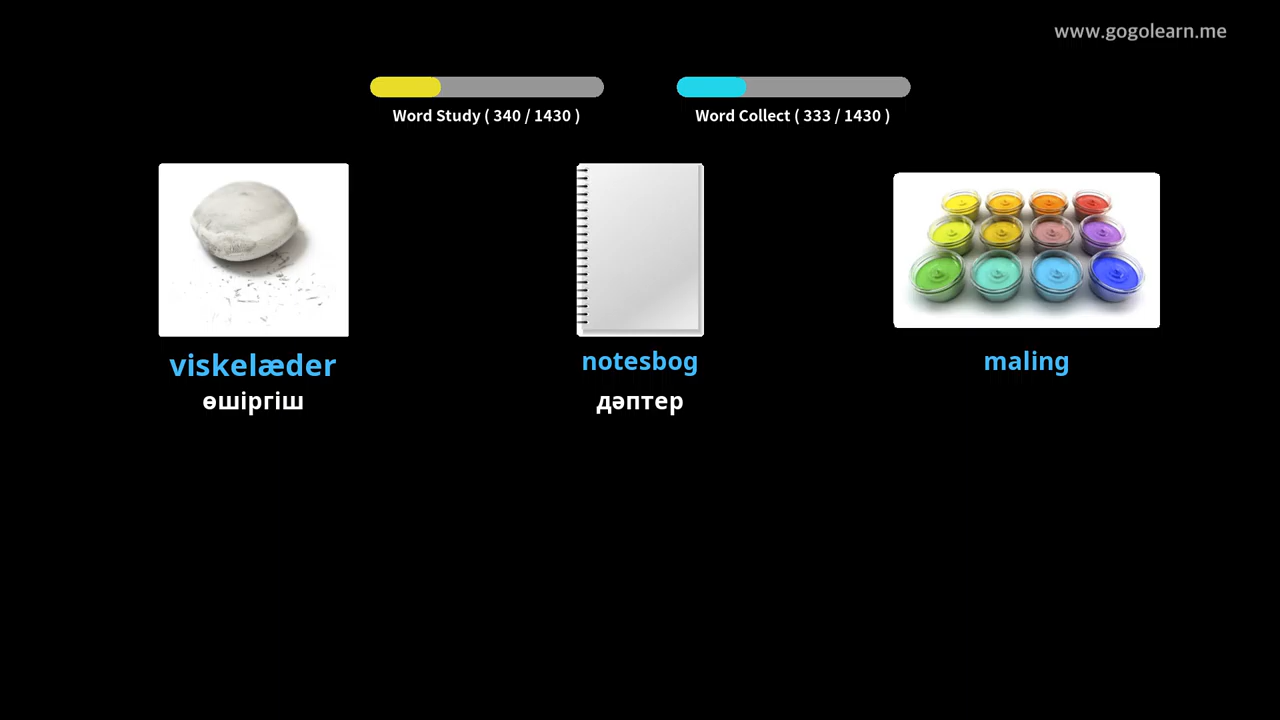 www.gogolearn.me
Word Study ( 340 / 1430 )
Word Collect ( 333 / 1430 )
viskelæder
notesbog
maling
өшіргіш
дәптер